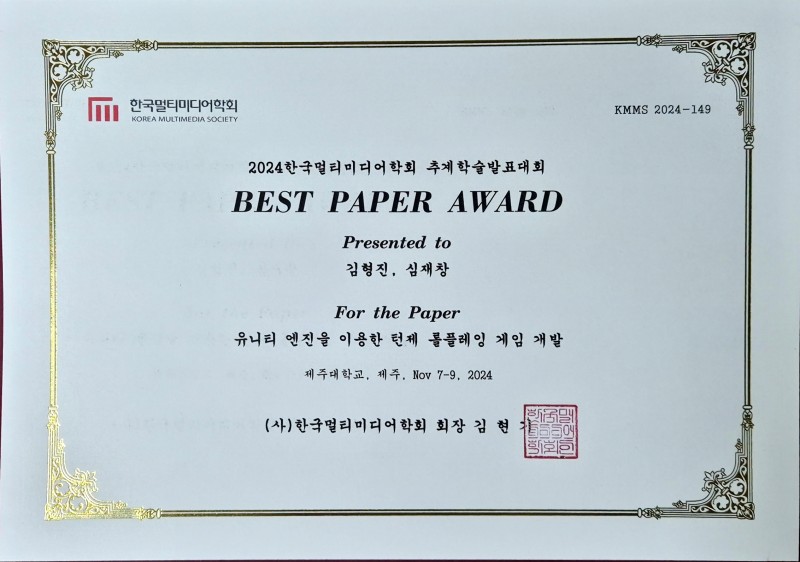 한국멀티미디어학회
KOREA MULTIMEDIA SOCIETY
KMMS 2024-149
2024한국멀티미디어학회 추계학술발표대회
BEST PAPER AWARD
Presented to
김형진, 심재창
For the Paper
유니티 엔진을 이용한 턴제 롤플레잉 게임 개발
제주대학교, 제주, Nov 7-9, 2024
(사)한국멀티미디어학회 회장 김 현